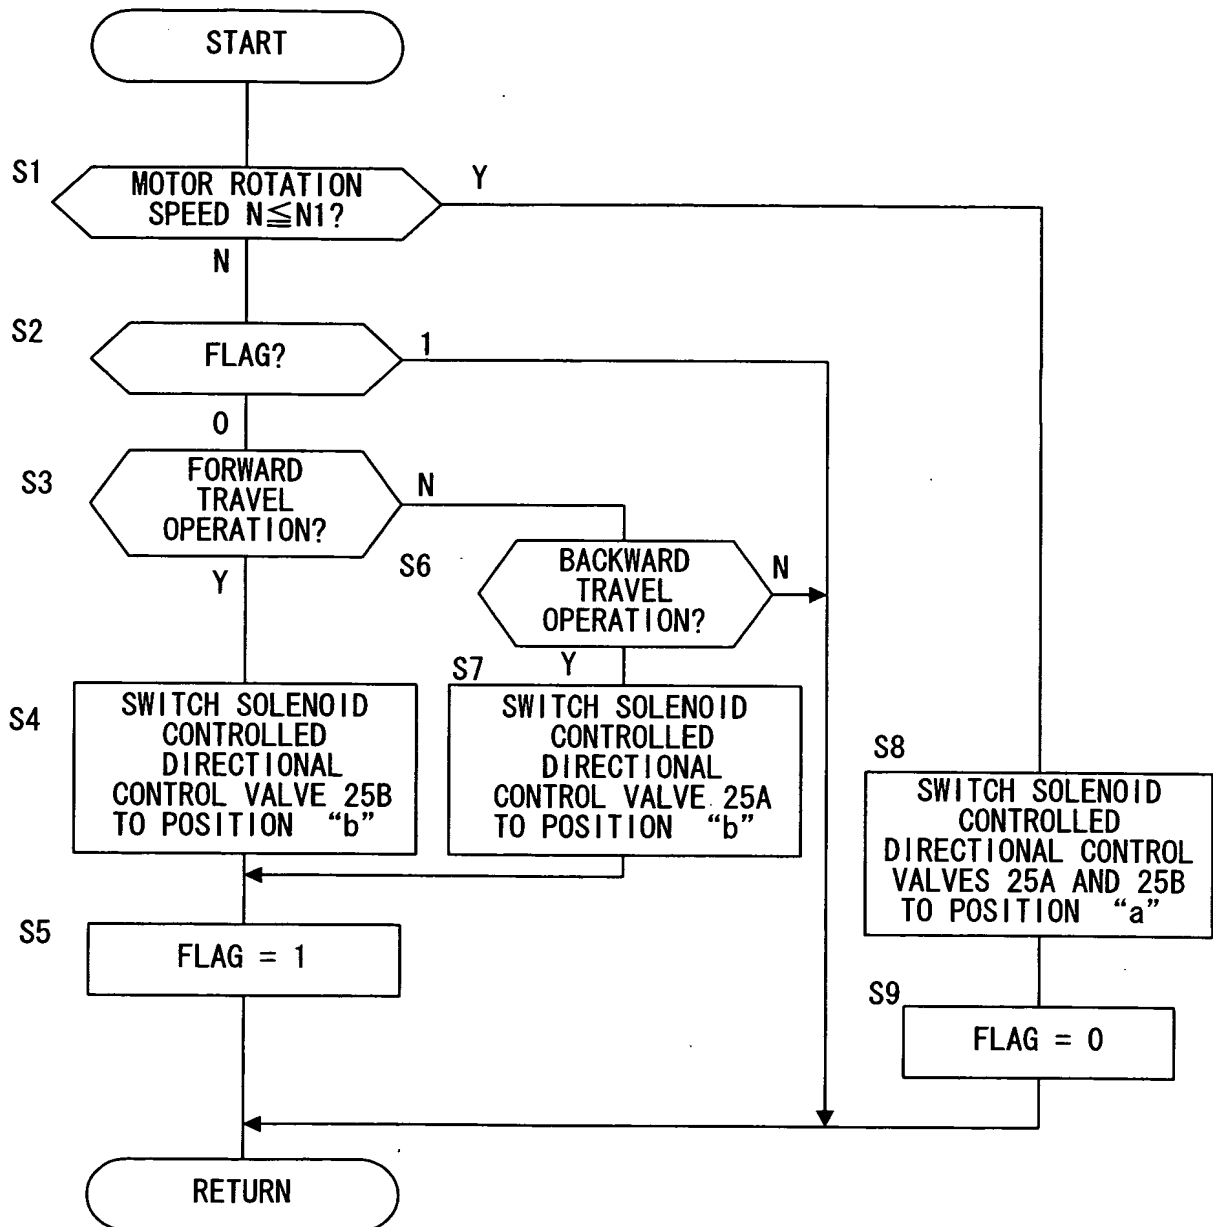 START
S1
MOTOR ROTATION
SPEED N≦N1?
Y
N
S2
FLAG?
1
0
S3
FORWARD
TRAVEL
OPERATION?
N
Y
S6
BACKWARD
TRAVEL
OPERATION?
N
Y
S4
SWITCH SOLENOID
CONTROLLED
DIRECTIONAL
CONTROL VALVE 25B
TO POSITION “b”
S7
SWITCH SOLENOID
CONTROLLED
DIRECTIONAL
CONTROL VALVE 25A
TO POSITION “b”
S8
SWITCH SOLENOID
CONTROLLED
DIRECTIONAL CONTROL
VALVES 25A AND 25B
TO POSITION “a”
S5
FLAG = 1
S9
FLAG = 0
RETURN